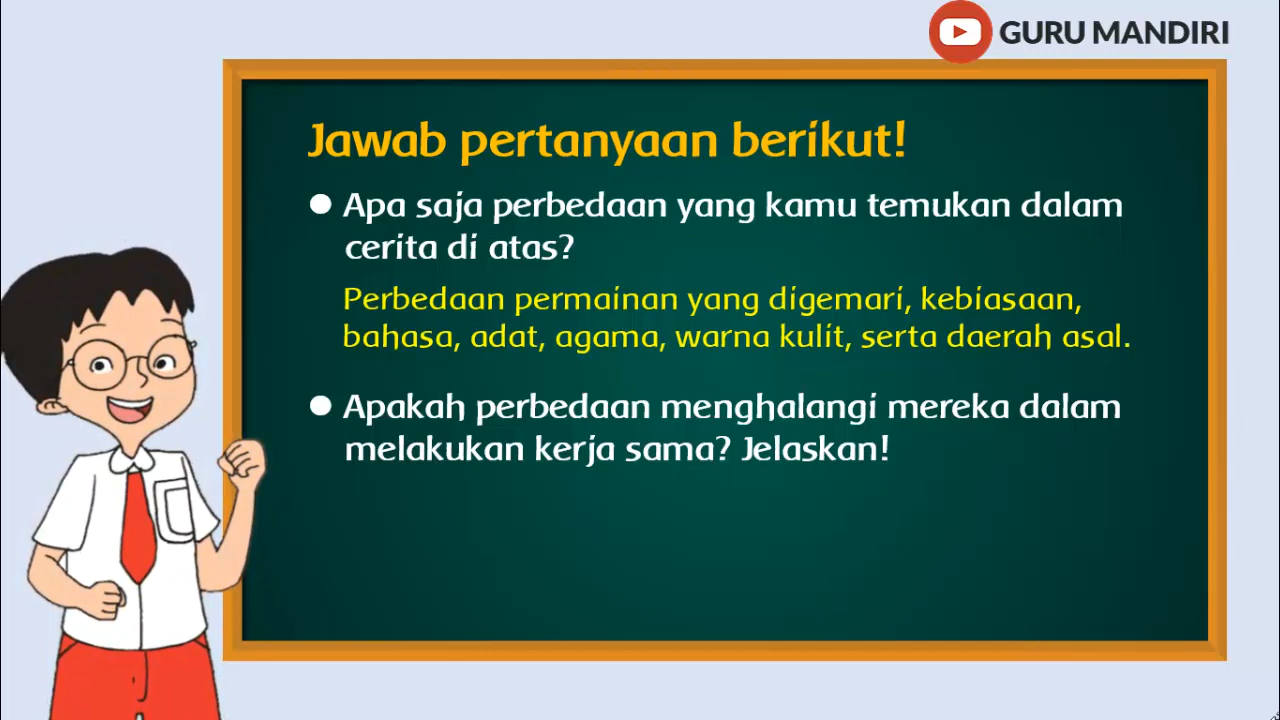 GURU MANDIRI
Jawab pertanyaan berikut!
● Apa saja perbedaan yang kamu temukan dalam
cerita di atas?
Perbedaan permainan yang digemari, kebiasaan,
bahasa, adat, agama, warna kulit, serta daerah asal.
● Apakah perbedaan menghalangi mereka dalam
melakukan kerja sama? Jelaskan!